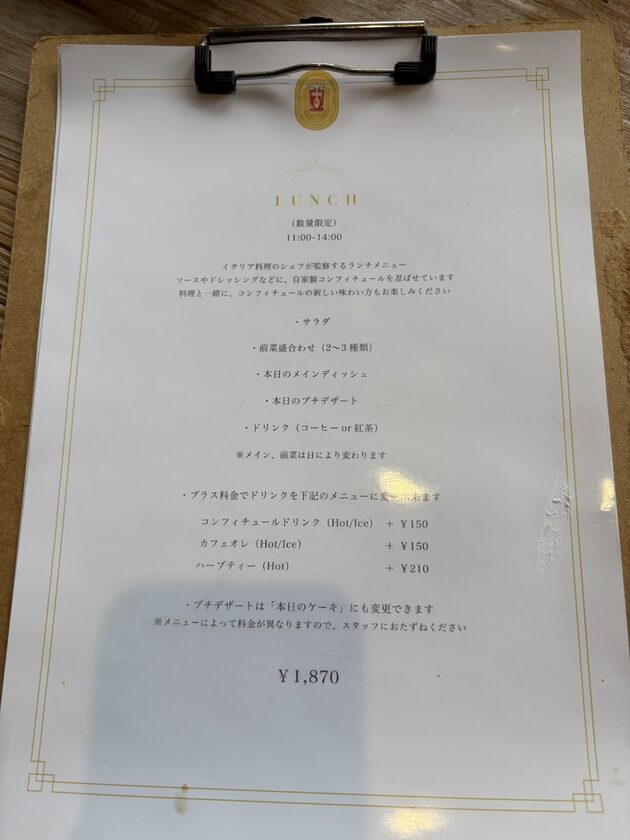 LUNCH
（数量限定）
11:00-14:00
イタリア料理のシェフが監修するランチメニュー
ソースやドレッシングなどに、自家製コンフィチュールを忍ばせています
料理と一緒に、コンフィチュールの新しい味わい方もお楽しみください
・サラダ
・前菜盛合わせ（2〜3種類）
・本日のメインディッシュ
・本日のプチデザート
・ドリンク（コーヒー or 紅茶）
※メイン、前菜は日により変わります
・プラス料金でドリンクを下記のメニューに変更出来ます
コンフィチュールドリンク（Hot/Ice） + ¥150
カフェオレ（Hot/Ice） + ¥150
ハーブティー（Hot） + ¥210
・プチデザートは「本日のケーキ」にも変更できます
※メニューによって料金が異なりますので、スタッフにおたずねください
¥1,870